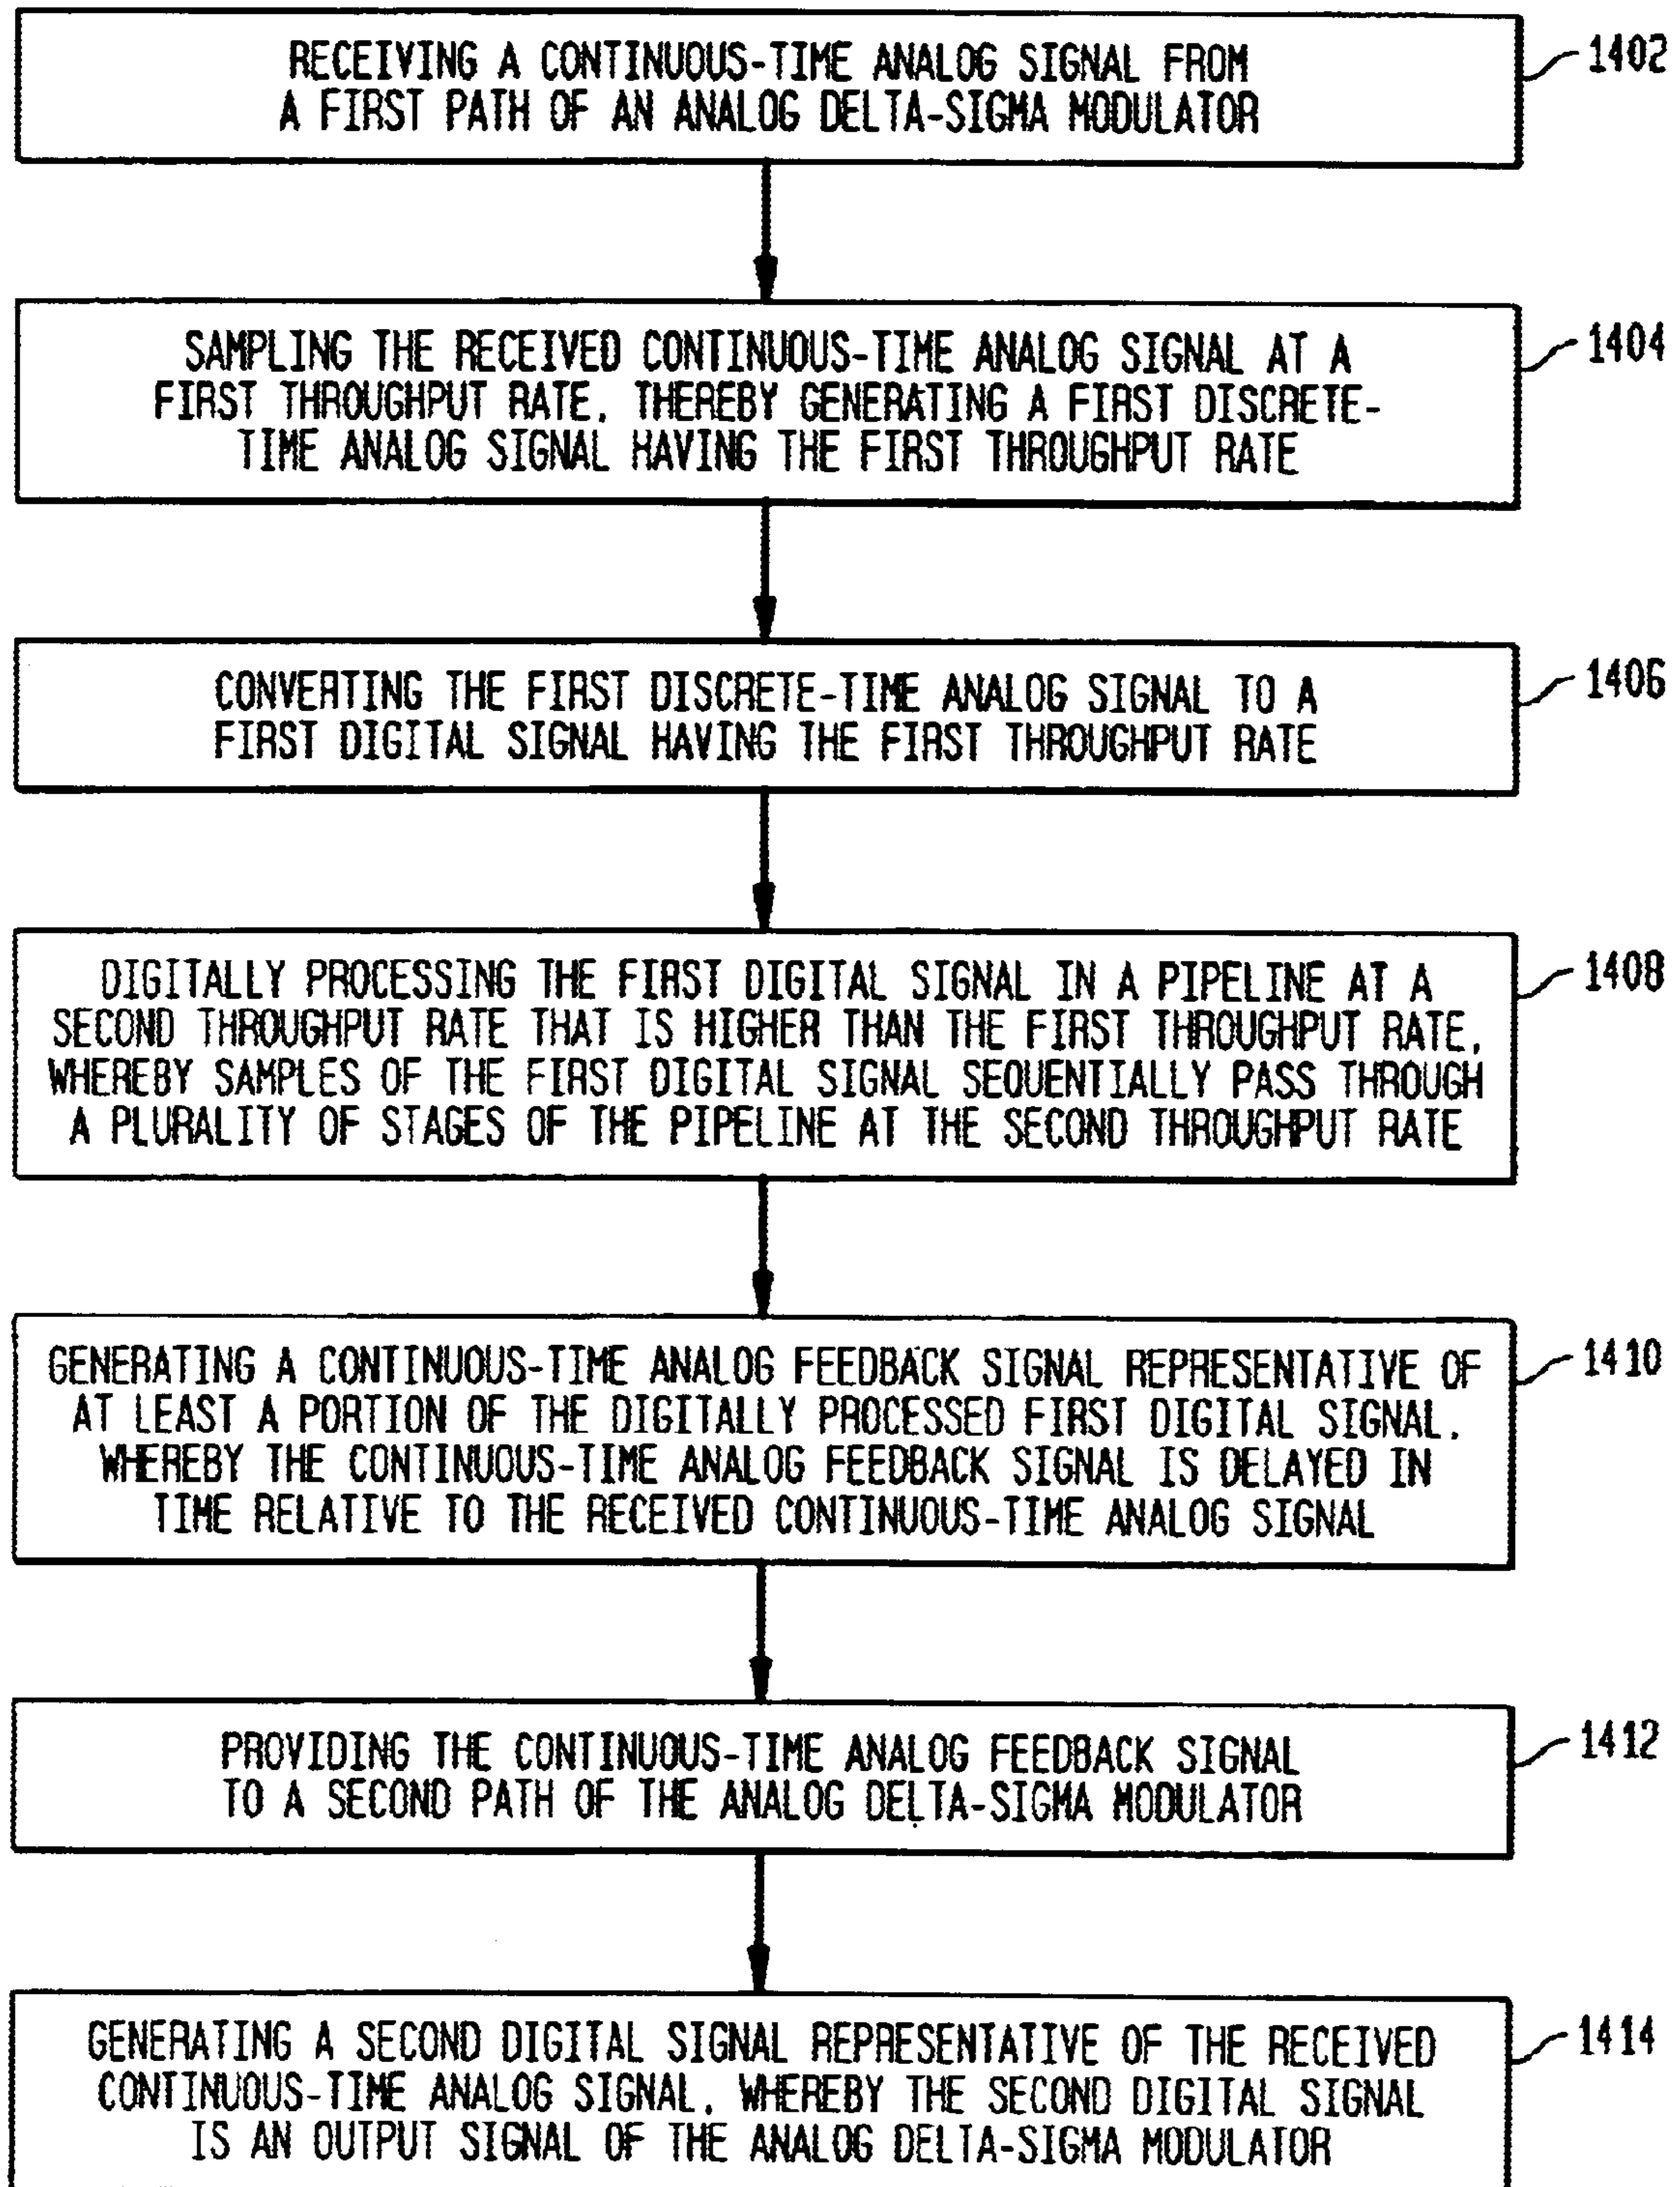 RECEIVING A CONTINUOUS-TIME ANALOG SIGNAL FROM
A FIRST PATH OF AN ANALOG DELTA-SIGMA MODULATOR
1402
SAMPLING THE RECEIVED CONTINUOUS-TIME ANALOG SIGNAL AT A
FIRST THROUGHPUT RATE, THEREBY GENERATING A FIRST DISCRETE-
TIME ANALOG SIGNAL HAVING THE FIRST THROUGHPUT RATE
1404
CONVERTING THE FIRST DISCRETE-TIME ANALOG SIGNAL TO A
FIRST DIGITAL SIGNAL HAVING THE FIRST THROUGHPUT RATE
1406
DIGITALLY PROCESSING THE FIRST DIGITAL SIGNAL IN A PIPELINE AT A
SECOND THROUGHPUT RATE THAT IS HIGHER THAN THE FIRST THROUGHPUT RATE,
WHEREBY SAMPLES OF THE FIRST DIGITAL SIGNAL SEQUENTIALLY PASS THROUGH
A PLURALITY OF STAGES OF THE PIPELINE AT THE SECOND THROUGHPUT RATE
1408
GENERATING A CONTINUOUS-TIME ANALOG FEEDBACK SIGNAL REPRESENTATIVE OF
AT LEAST A PORTION OF THE DIGITALLY PROCESSED FIRST DIGITAL SIGNAL,
WHEREBY THE CONTINUOUS-TIME ANALOG FEEDBACK SIGNAL IS DELAYED IN
TIME RELATIVE TO THE RECEIVED CONTINUOUS-TIME ANALOG SIGNAL
1410
PROVIDING THE CONTINUOUS-TIME ANALOG FEEDBACK SIGNAL
TO A SECOND PATH OF THE ANALOG DELTA-SIGMA MODULATOR
1412
GENERATING A SECOND DIGITAL SIGNAL REPRESENTATIVE OF THE RECEIVED
CONTINUOUS-TIME ANALOG SIGNAL, WHEREBY THE SECOND DIGITAL SIGNAL
IS AN OUTPUT SIGNAL OF THE ANALOG DELTA-SIGMA MODULATOR
1414